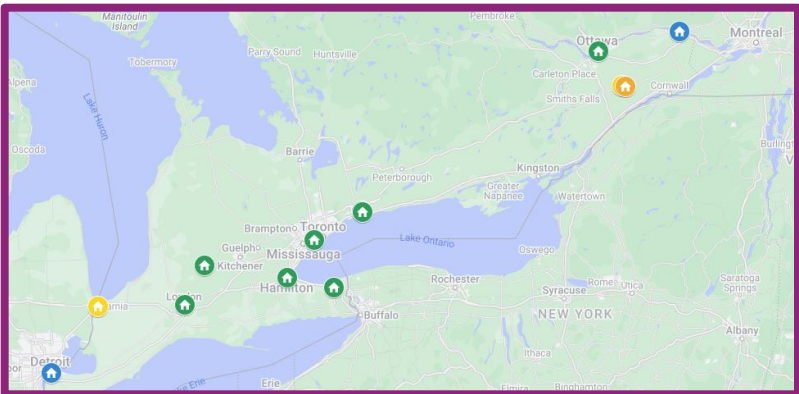 Manitoulin
Island
Pembroke
Montreal
Ottawa
Parry Sound
Huntsville
Tobermory
Carleton Place
Cornwall
Smiths Falls
Alpena
Lake Huron
Oscoda
Barrie
Burling
Peterborough
Kingston
Greater
Napanee
Watertown
Brampton
Toronto
Lake Ontario
Guelph
Mississauga
Oswego
Kitchener
Hamilton
Rochester
Rome
Utica
Saratoga
Springs
Syracuse
London
arnia
Buffalo
NEW YORK
Albany
Detroit
Ithaca
Lake Erie
Erie
Elmira
Binghamton